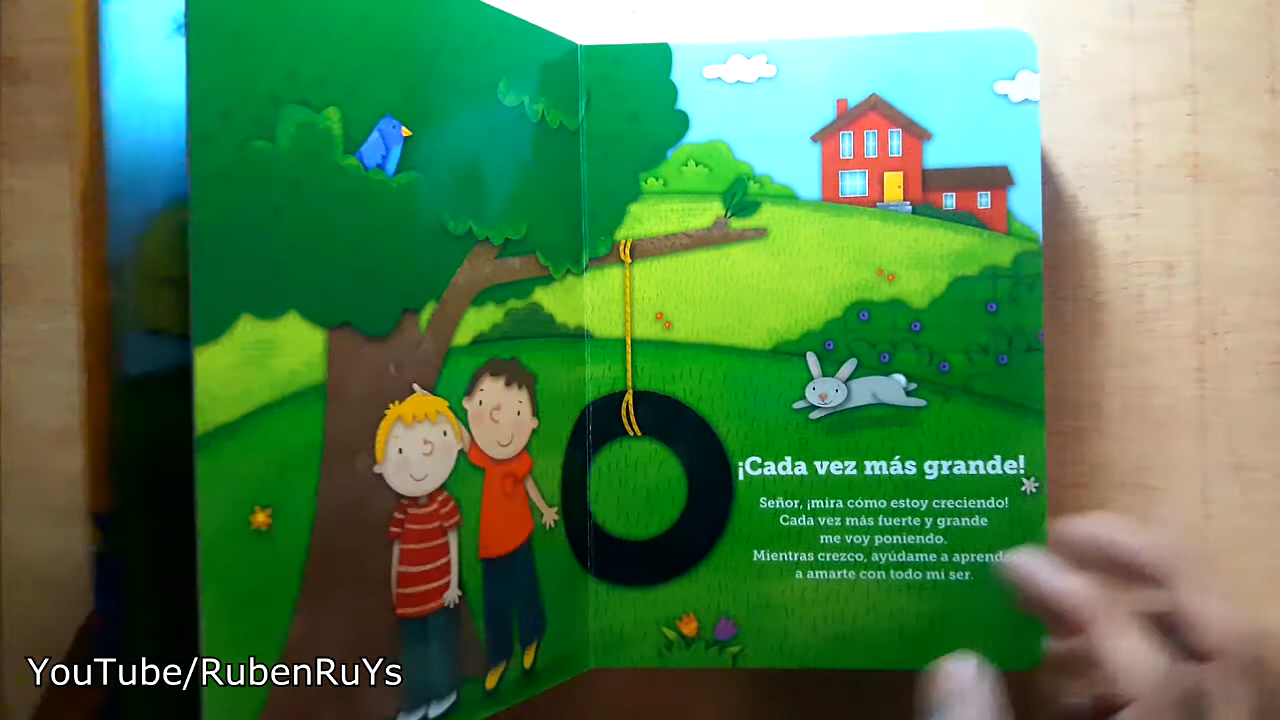 ¡Cada vez más grande!
Señor, ¡mira cómo estoy creciendo!
Cada vez más fuerte y grande
me voy poniendo.
Mientras crezco, ayúdame a aprender
a amarte con todo mi ser.
YouTube/RubenRuYs